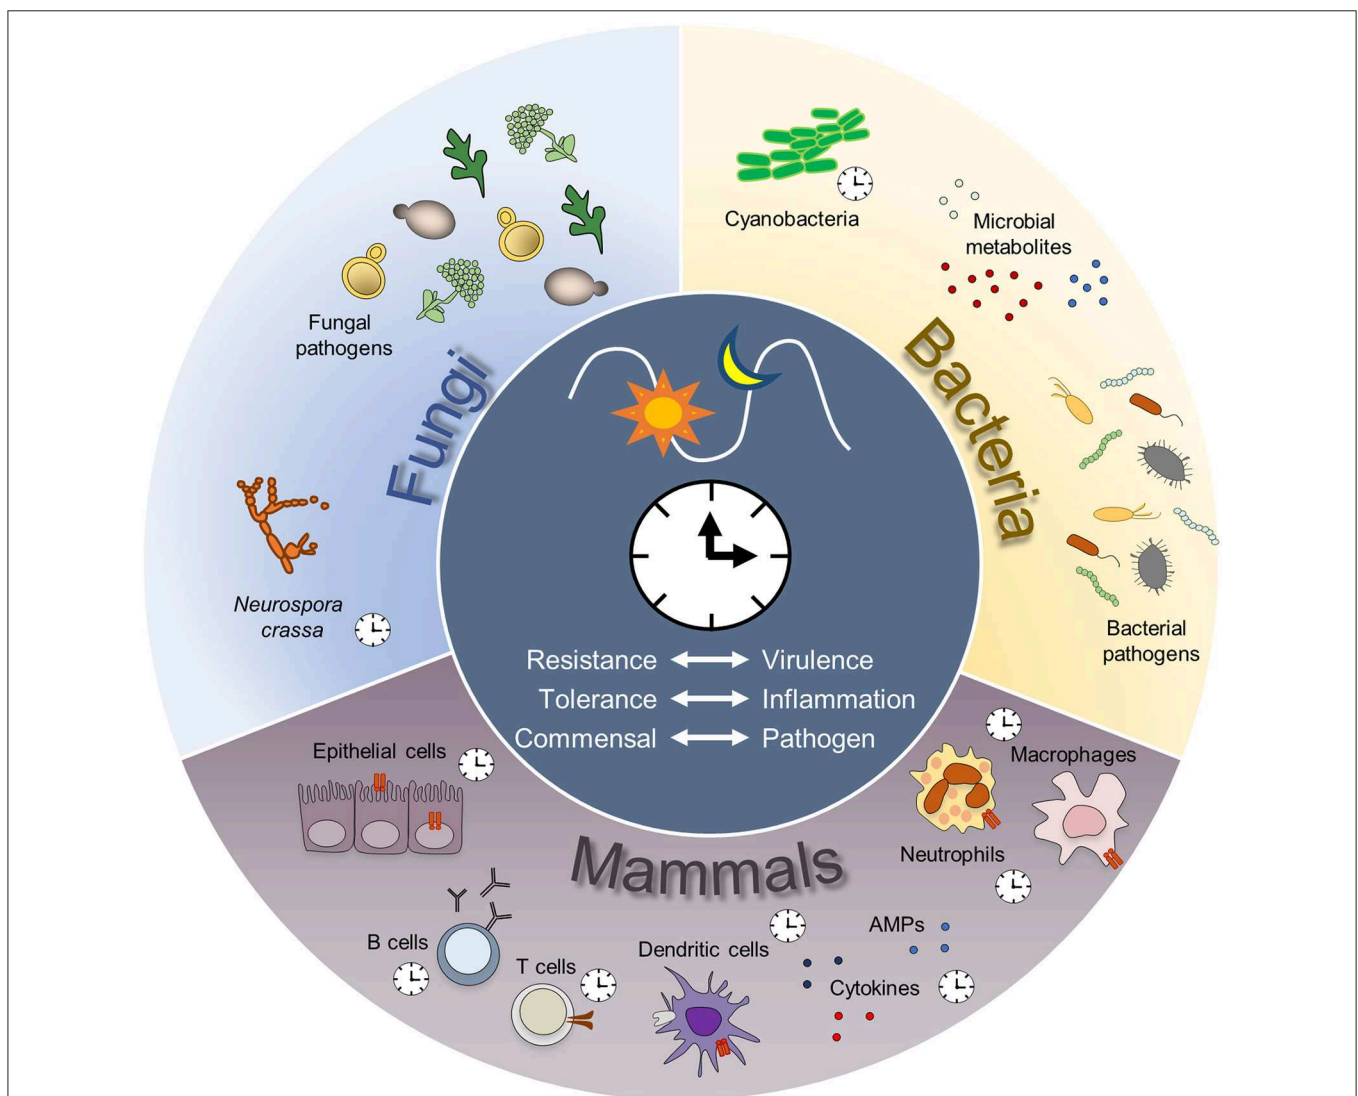 Cyanobacteria
Microbial
metabolites
Bacteria
Bacterial
pathogens
Fungal
pathogens
Fungi
Neurospora
crassa
Resistance Virulence
Tolerance Inflammation
Commensal Pathogen
Epithelial cells
Macrophages
Neutrophils
Mammals
AMPs
B cells
T cells
Dendritic cells
Cytokines